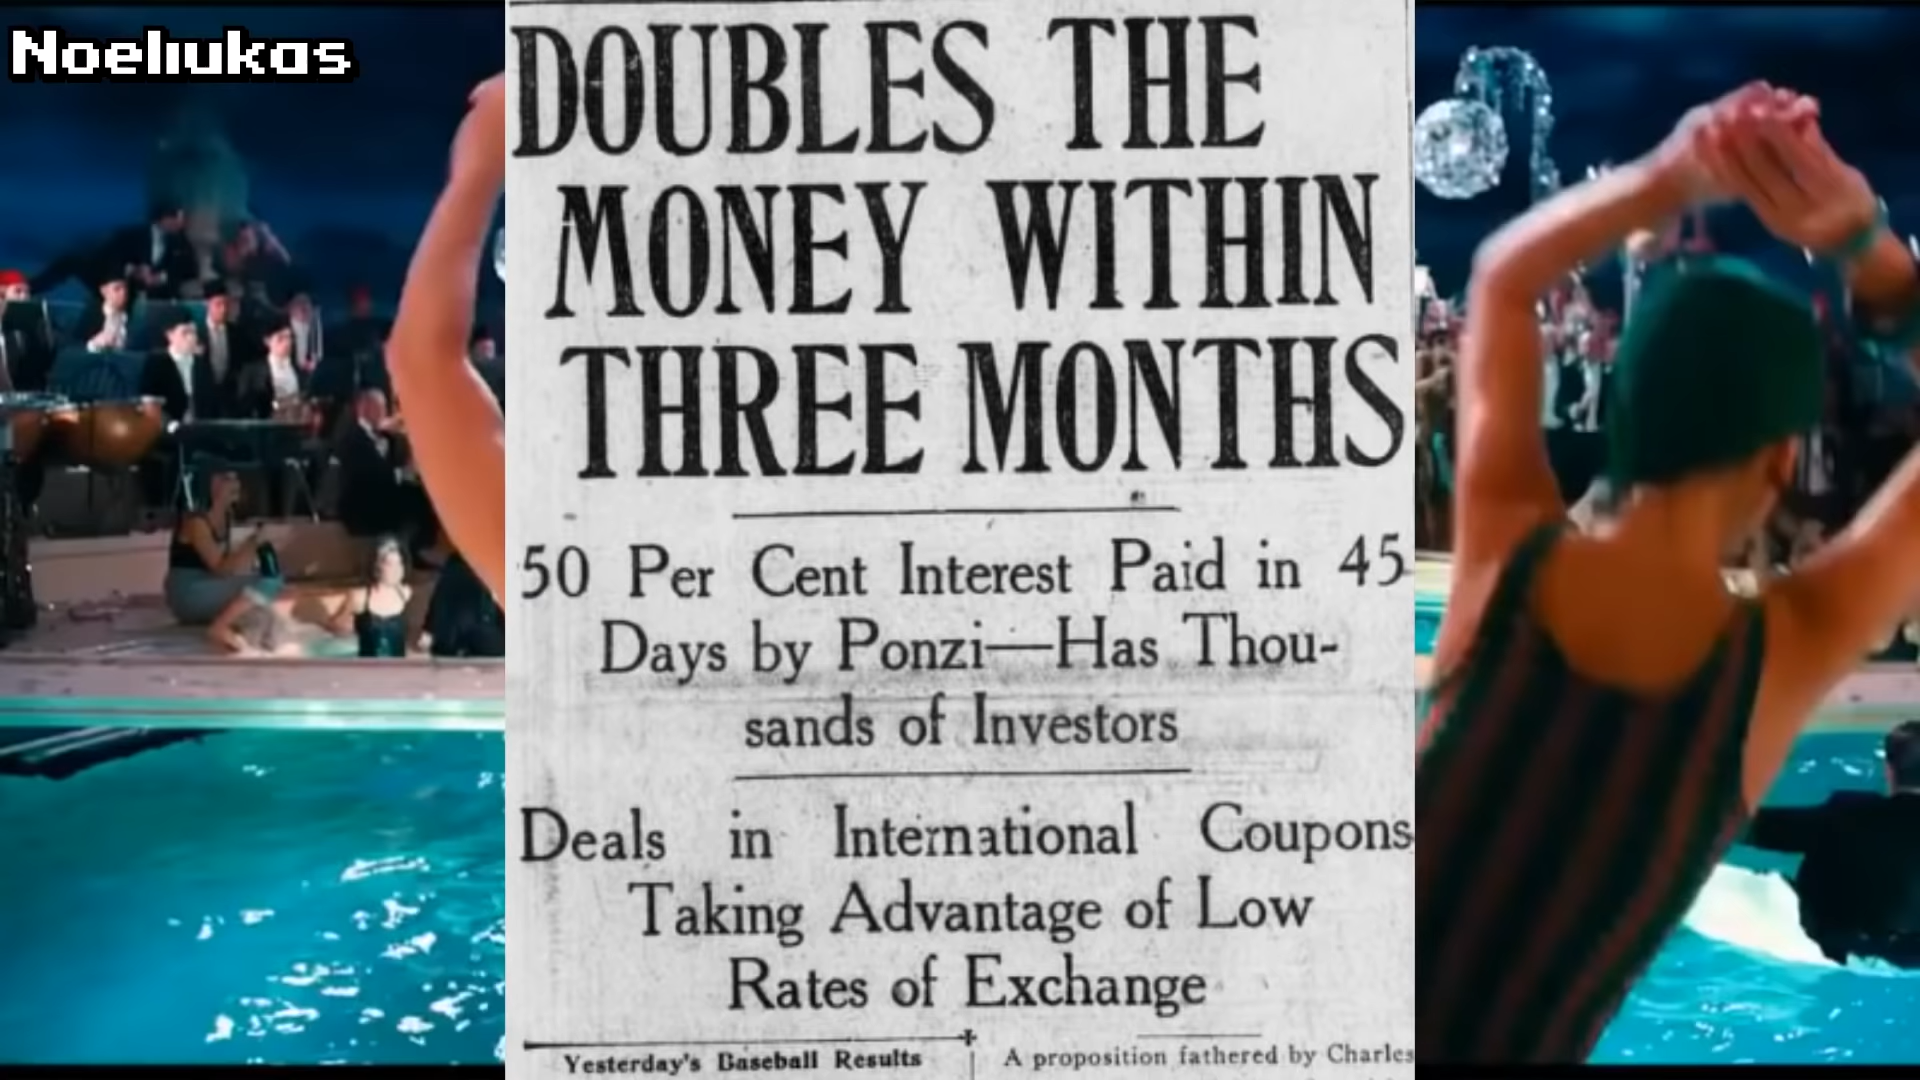 Noeliukas
DOUBLES THE
MONEY WITHIN
THREE MONTHS
50 Per Cent Interest Paid in 45
Days by Ponzi—Has Thou-
sands of Investors
Deals in International Coupons
Taking Advantage of Low
Rates of Exchange
Yesterday's Baseball Results
A proposition fathered by Charles